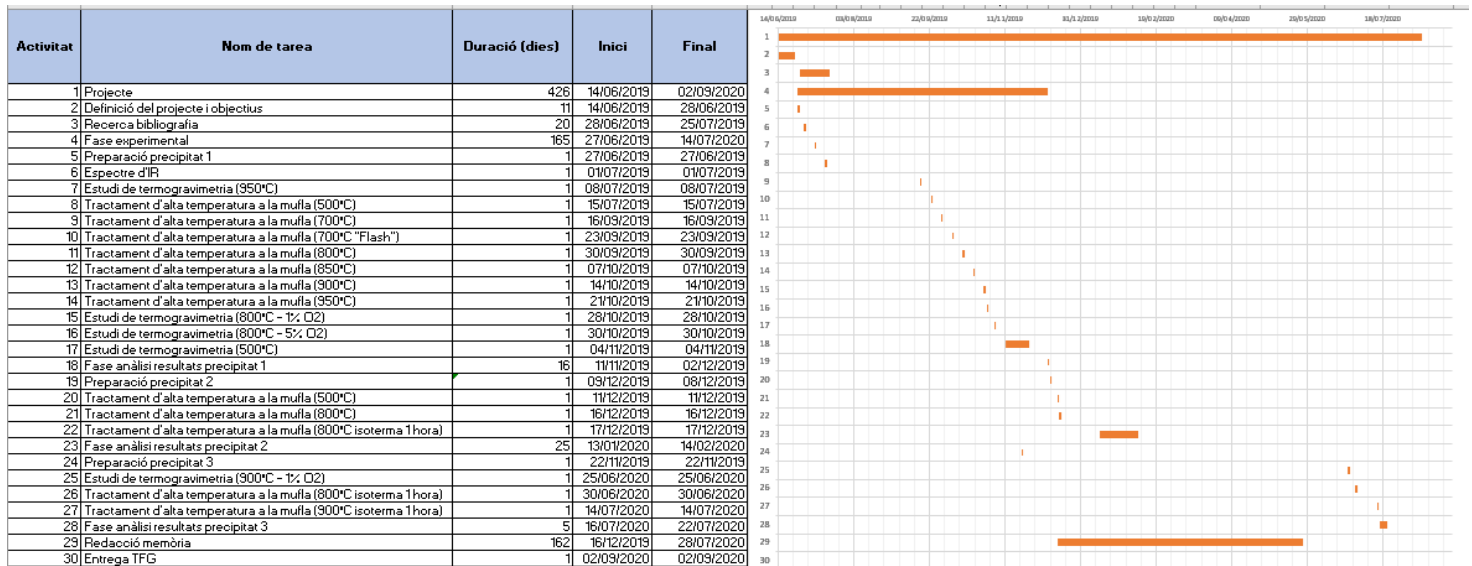 Activitat Nom de tarea Duració (dies) Inici Final
1 Projecte 426 14/06/2019 02/09/2020
2 Definició del projecte i objectius 11 14/06/2019 28/06/2019
3 Recerca bibliografia 20 28/06/2019 25/07/2019
4 Fase experimental 165 27/06/2019 14/07/2020
5 Preparació precipitat 1 1 27/06/2019 27/06/2019
6 Espectre d'IR 1 01/07/2019 01/07/2019
7 Estudi de termogravimetria (950°C) 1 08/07/2019 08/07/2019
8 Tractament d'alta temperatura a la mufla (500°C) 1 15/07/2019 15/07/2019
9 Tractament d'alta temperatura a la mufla (700°C) 1 16/09/2019 16/09/2019
10 Tractament d'alta temperatura a la mufla (700°C "Flash") 1 23/09/2019 23/09/2019
11 Tractament d'alta temperatura a la mufla (800°C) 1 30/09/2019 30/09/2019
12 Tractament d'alta temperatura a la mufla (850°C) 1 07/10/2019 07/10/2019
13 Tractament d'alta temperatura a la mufla (900°C) 1 14/10/2019 14/10/2019
14 Tractament d'alta temperatura a la mufla (950°C) 1 21/10/2019 21/10/2019
15 Estudi de termogravimetria (800°C - 1% O2) 1 28/10/2019 28/10/2019
16 Estudi de termogravimetria (800°C - 5% O2) 1 30/10/2019 30/10/2019
17 Estudi de termogravimetria (500°C) 1 04/11/2019 04/11/2019
18 Fase anàlisi resultats precipitat 1 16 11/11/2019 02/12/2019
19 Preparació precipitat 2 1 09/12/2019 08/12/2019
20 Tractament d'alta temperatura a la mufla (500°C) 1 11/12/2019 11/12/2019
21 Tractament d'alta temperatura a la mufla (800°C) 1 16/12/2019 16/12/2019
22 Tractament d'alta temperatura a la mufla (800°C isoterma 1 hora) 1 17/12/2019 17/12/2019
23 Fase anàlisi resultats precipitat 2 25 13/01/2020 14/02/2020
24 Preparació precipitat 3 1 22/11/2019 22/11/2019
25 Estudi de termogravimetria (900°C - 1% O2) 1 25/06/2020 25/06/2020
26 Tractament d'alta temperatura a la mufla (800°C isoterma 1 hora) 1 30/06/2020 30/06/2020
27 Tractament d'alta temperatura a la mufla (900°C isoterma 1 hora) 1 14/07/2020 14/07/2020
28 Fase anàlisi resultats precipitat 3 5 16/07/2020 22/07/2020
29 Redacció memòria 162 16/12/2019 28/07/2020
30 Entrega TFG 1 02/09/2020 02/09/2020
14/06/2019 03/08/2019 22/09/2019 11/11/2019 31/12/2019 19/02/2020 09/04/2020 29/05/2020 18/07/2020
1
2
3
4
5
6
7
8
9
10
11
12
13
14
15
16
17
18
19
20
21
22
23
24
25
26
27
28
29
30